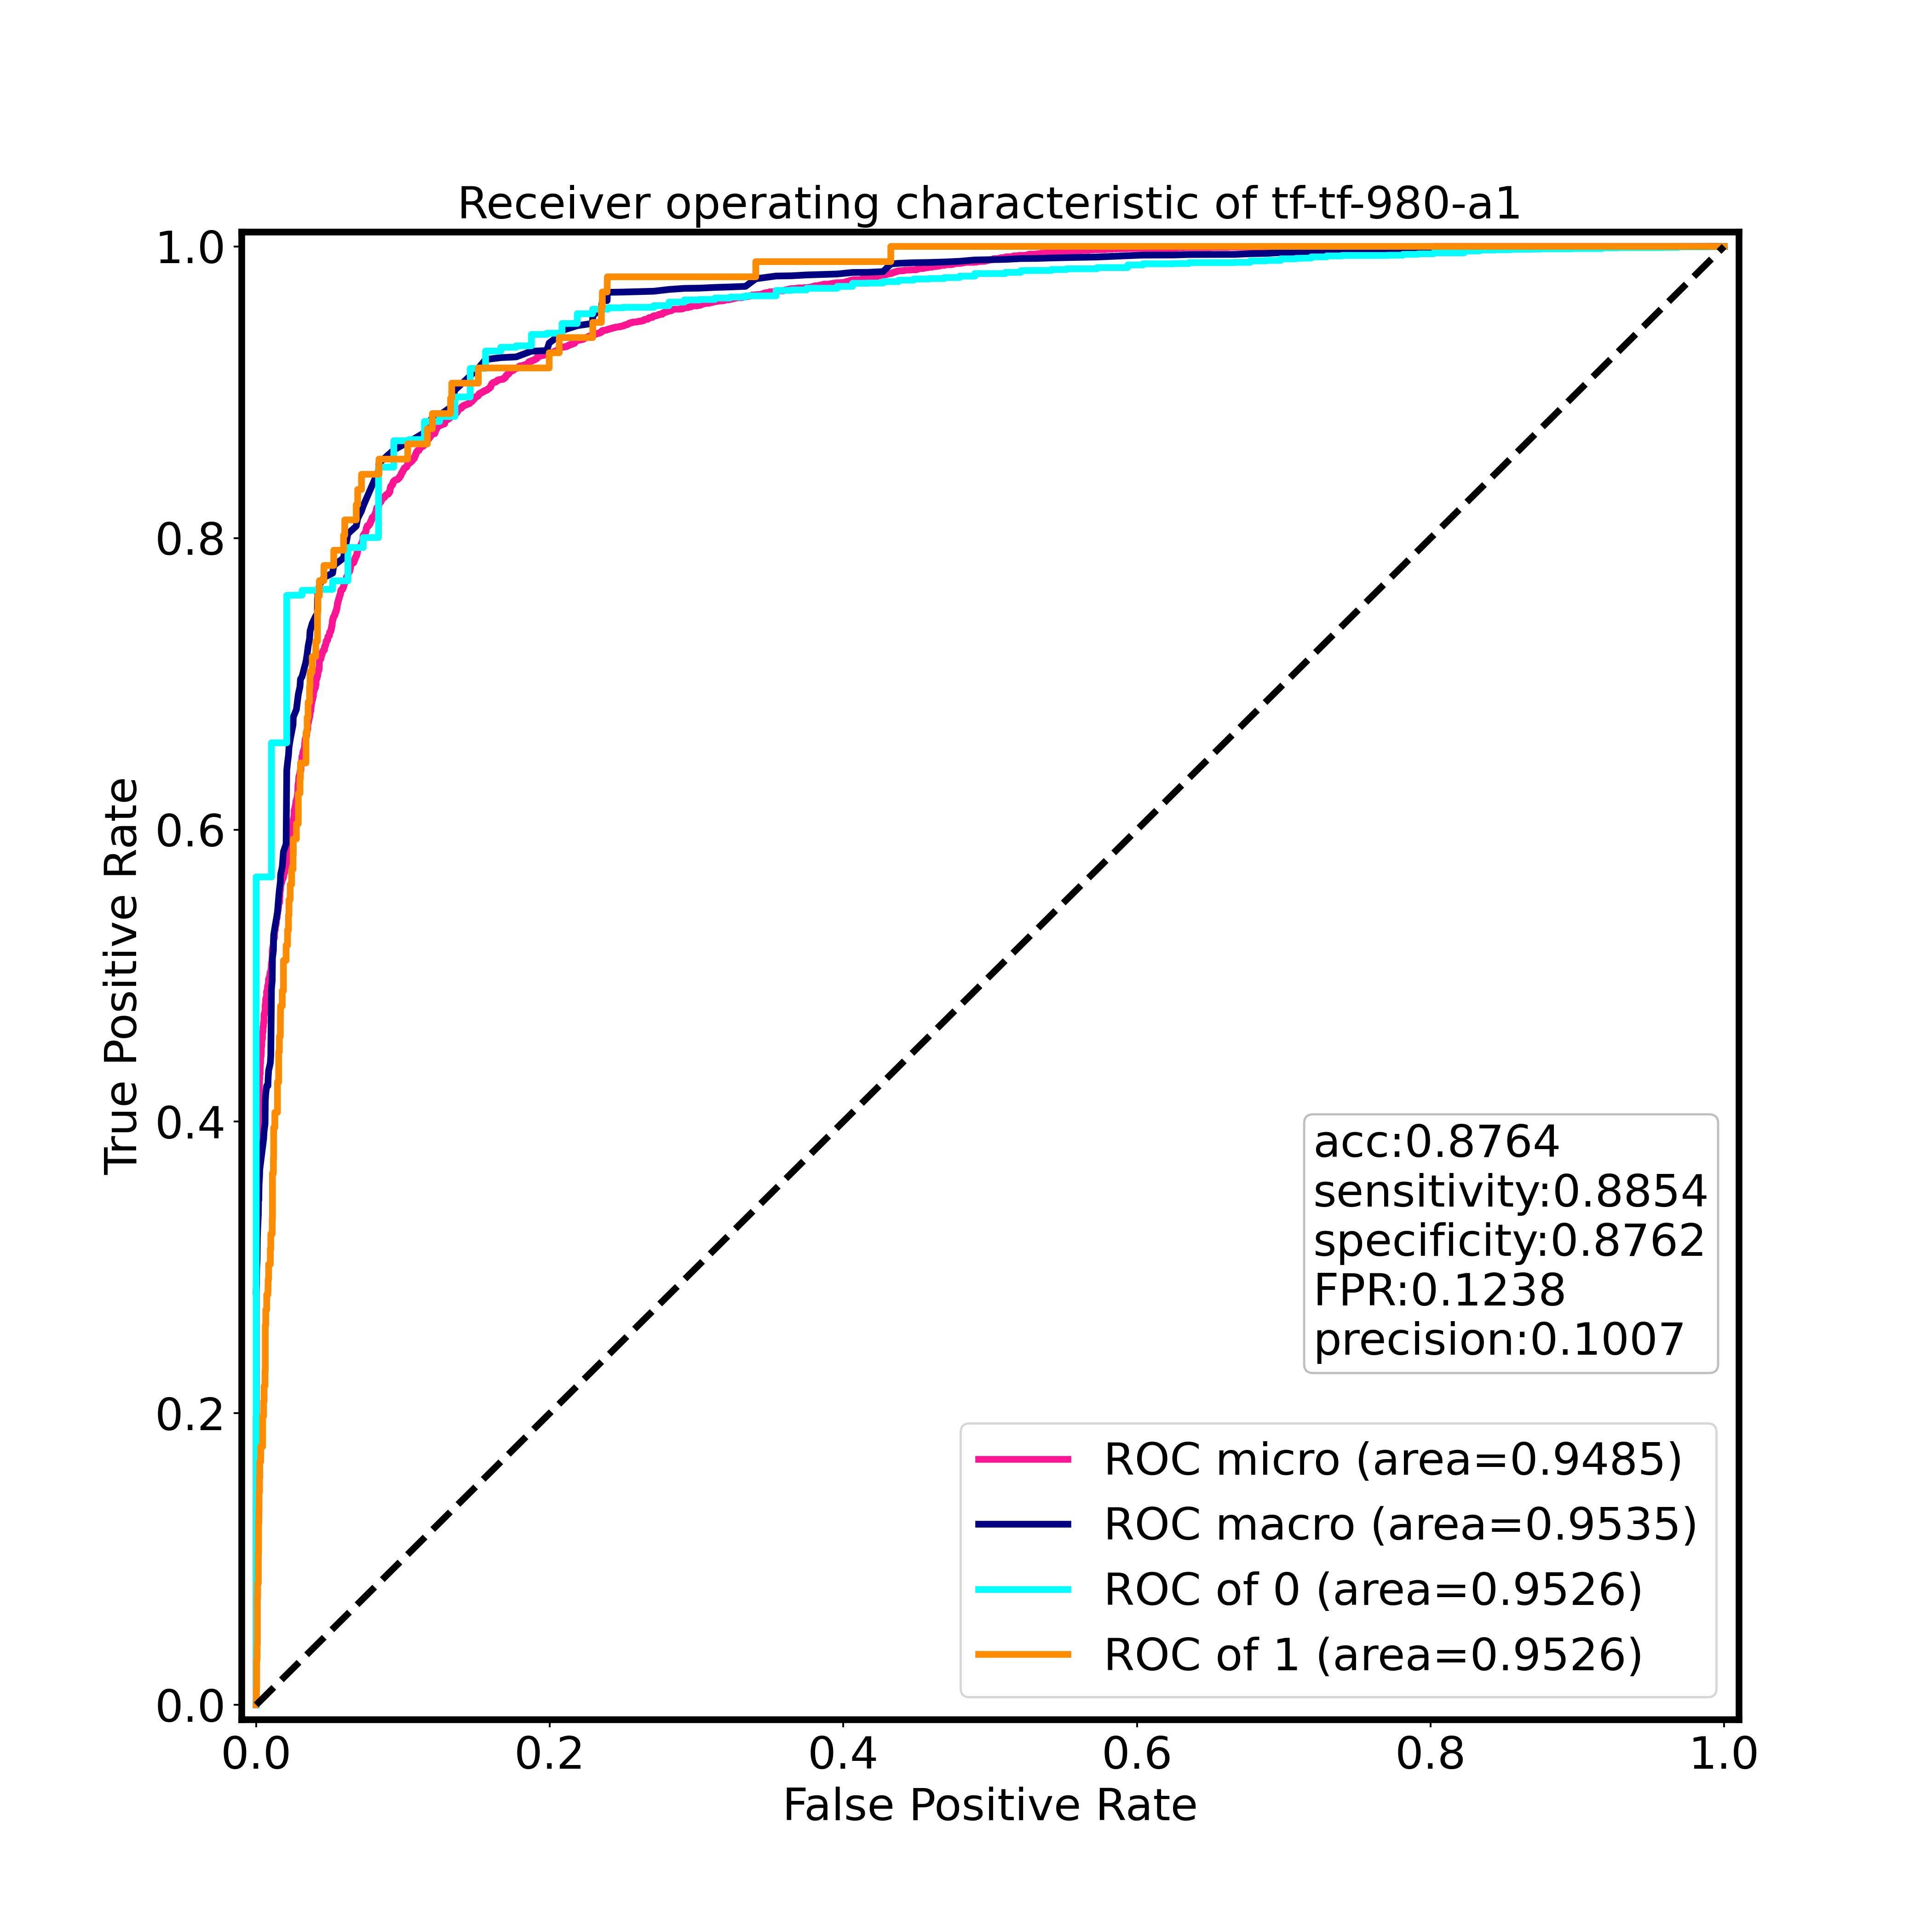 Receiver operating characteristic of tf-tf-980-a1
1.0
0.8
0.6
0.4
0.2
0.0
True Positive Rate
acc:0.8764
sensitivity:0.8854
specificity:0.8762
FPR:0.1238
precision:0.1007
ROC micro (area=0.9485)
ROC macro (area=0.9535)
ROC of 0 (area=0.9526)
ROC of 1 (area=0.9526)
0.0 0.2 0.4 0.6 0.8 1.0
False Positive Rate